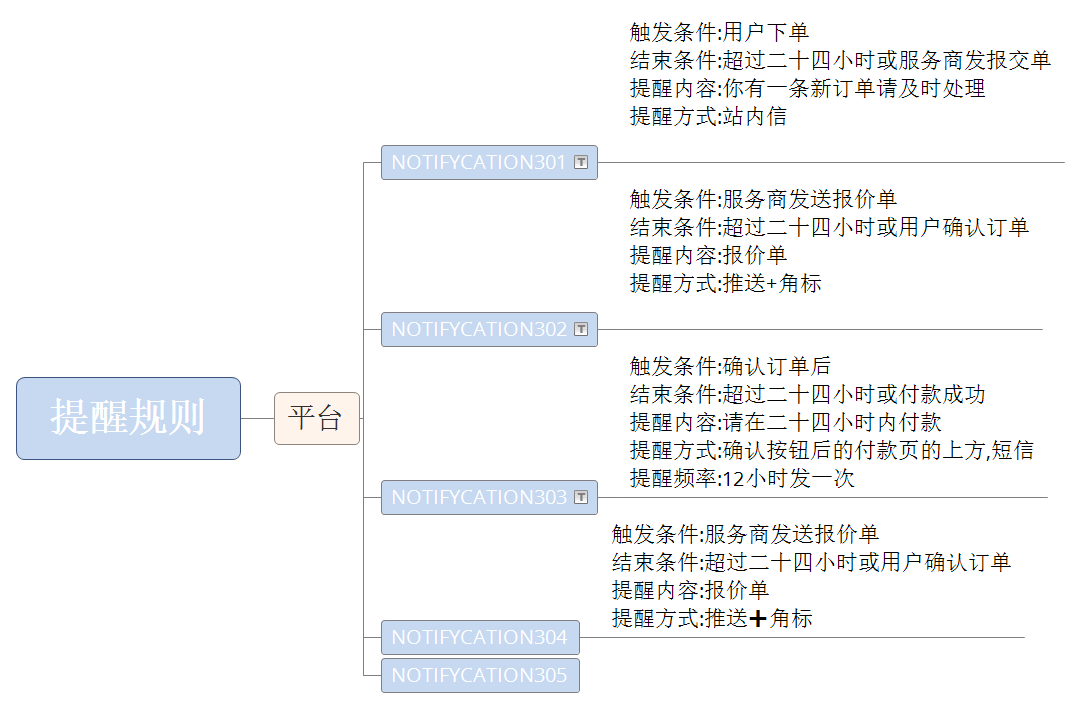 触发条件:用户下单
结束条件:超过二十四小时或服务商发报交单
提醒内容:你有一条新订单请及时处理
提醒方式:站内信
NOTIFYCATION301
触发条件:服务商发送报价单
结束条件:超过二十四小时或用户确认订单
提醒内容:报价单
提醒方式:推送+角标
NOTIFYCATION302
触发条件:确认订单后
结束条件:超过二十四小时或付款成功
提醒内容:请在二十四小时内付款
提醒方式:确认按钮后的付款页的上方,短信
提醒频率:12小时发一次
提醒规则
平台
NOTIFYCATION303
触发条件:服务商发送报价单
结束条件:超过二十四小时或用户确认订单
提醒内容:报价单
提醒方式:推送➕角标
NOTIFYCATION304
NOTIFYCATION305